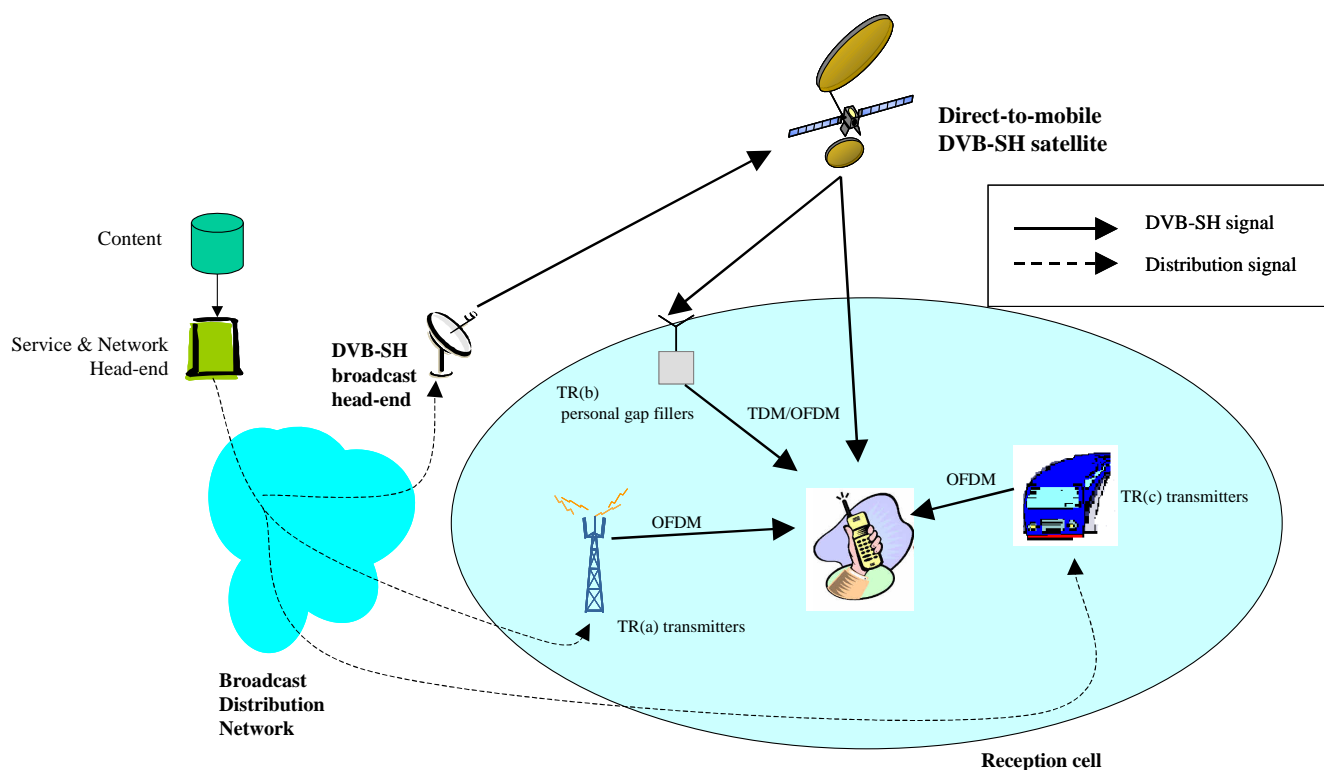 Direct-to-mobile
DVB-SH satellite
DVB-SH signal
Distribution signal
Content
Service & Network
Head-end
DVB-SH
broadcast
head-end
TR(b)
personal gap fillers
TDM/OFDM
OFDM
TR(c) transmitters
OFDM
TR(a) transmitters
Broadcast
Distribution
Network
Reception cell